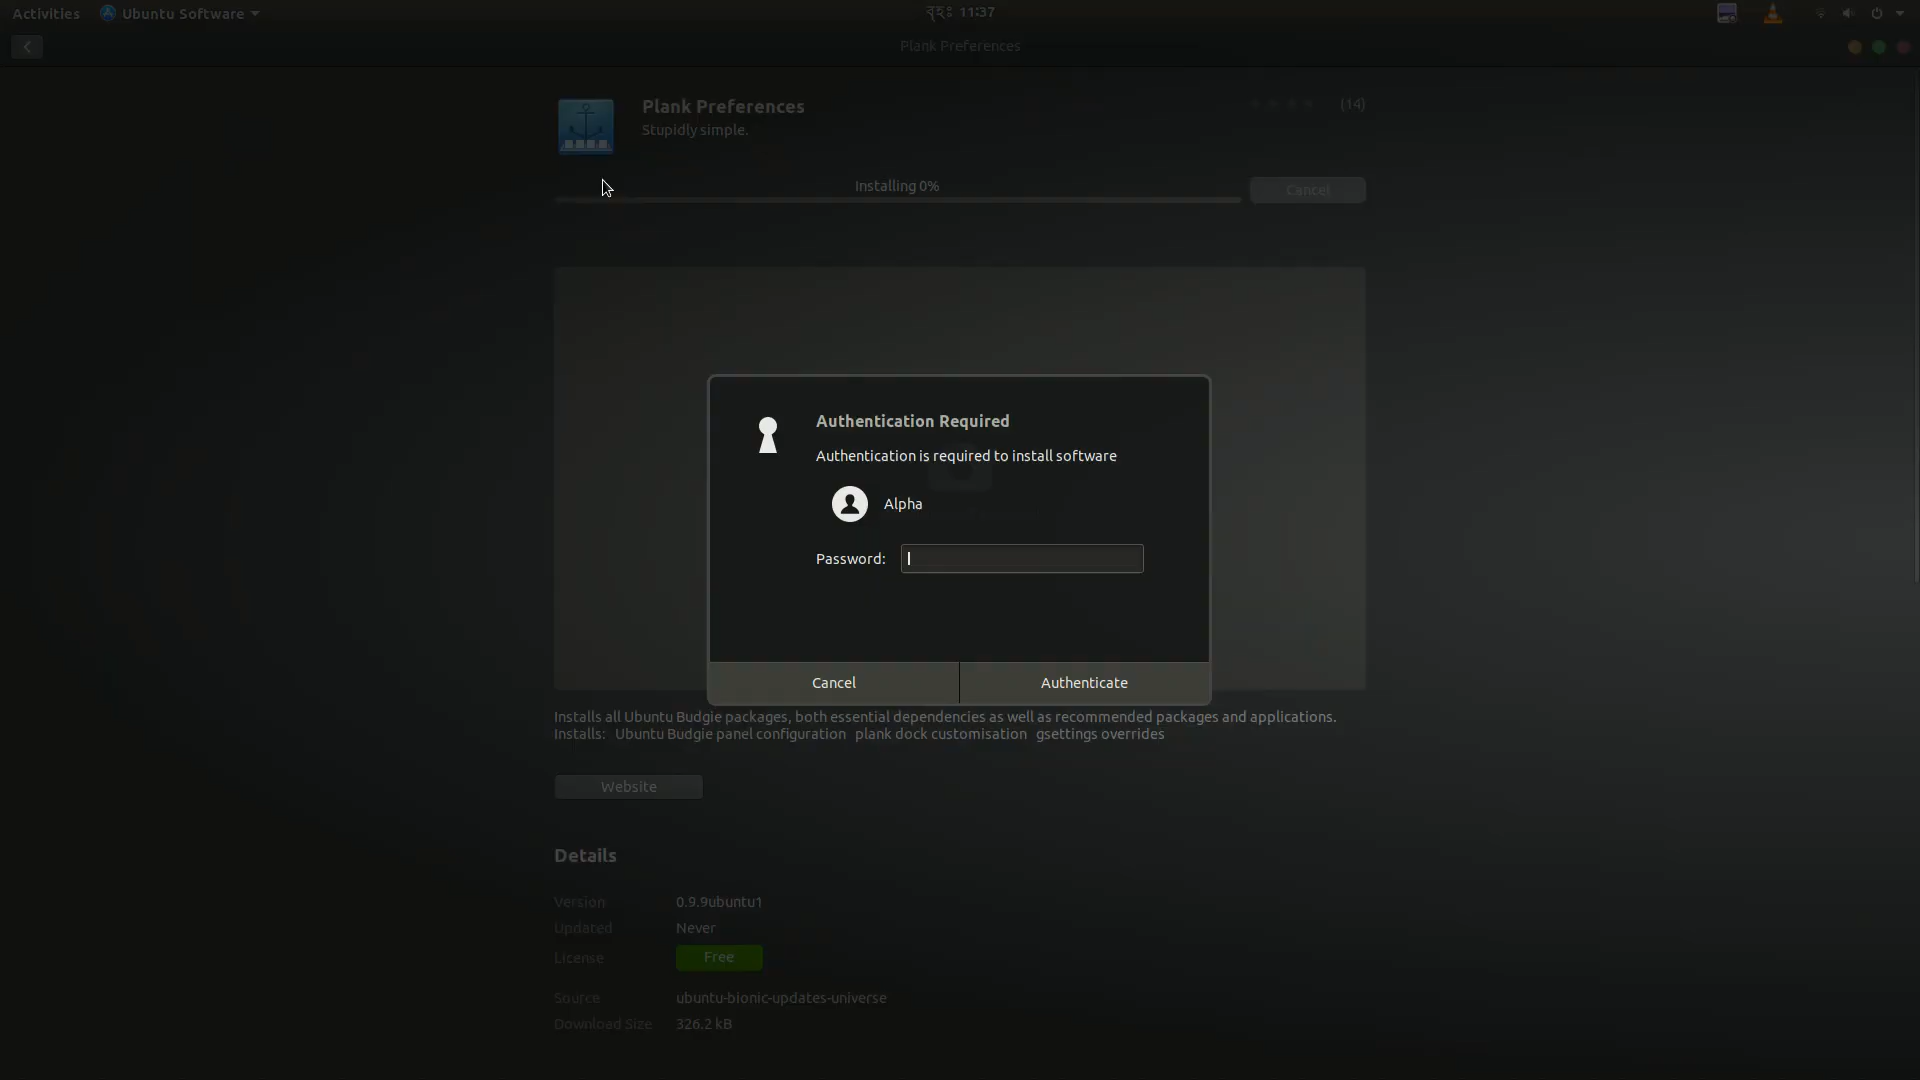 Activities Ubuntu Software বৃহঃ 11:37
Plank Preferences
Plank Preferences (14)
Stupidly simple.
Installing 0% Cancel
Authentication Required
Authentication is required to install software
Alpha
Password:
Cancel Authenticate
Installs all Ubuntu Budgie packages, both essential dependencies as well as recommended packages and applications.
Installs: Ubuntu Budgie panel configuration plank dock customisation gsettings overrides
Website
Details
Version 0.9.9ubuntu1
Updated Never
License Free
Source ubuntu-bionic-updates-universe
Download Size 326.2 kB